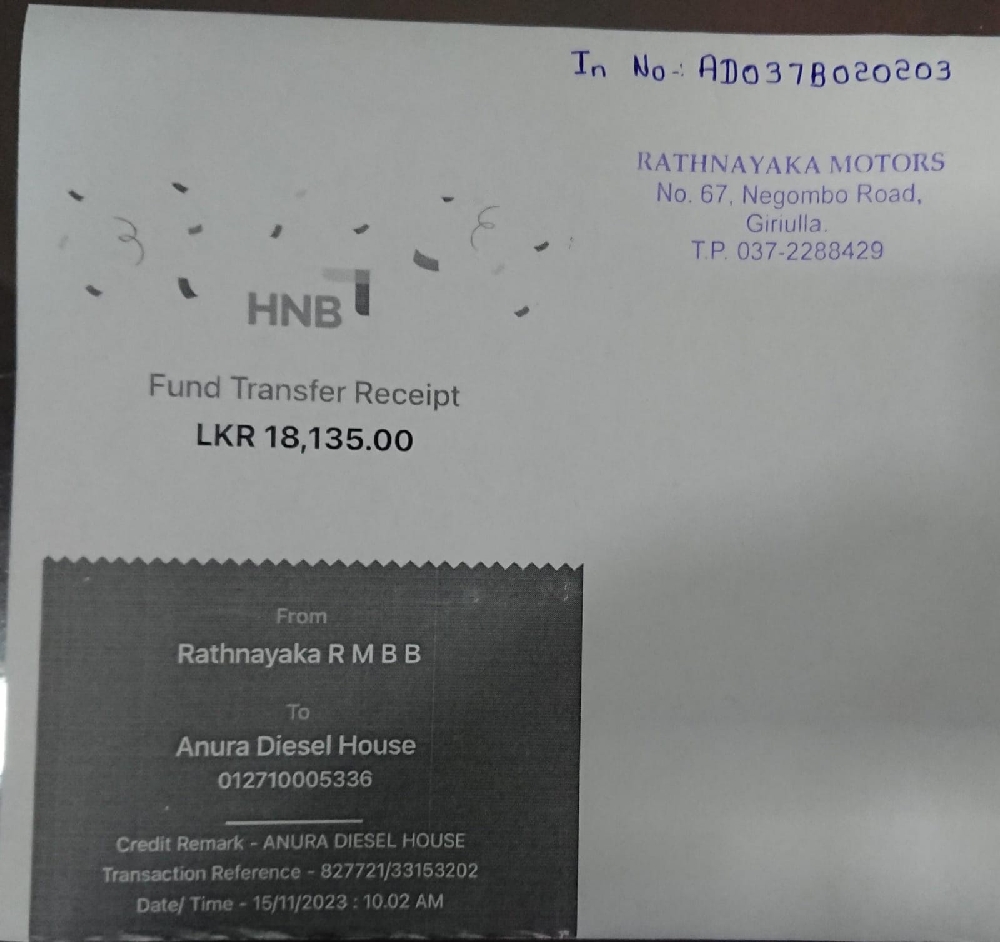 In No-: AD037B020203
RATHNAYAKA MOTORS
No. 67, Negombo Road,
Giriulla.
T.P. 037-2288429
HNB
Fund Transfer Receipt
LKR 18,135.00
From
Rathnayaka R M B B
To
Anura Diesel House
012710005336
Credit Remark - ANURA DIESEL HOUSE
Transaction Reference - 827721/33153202
Date/ Time - 15/11/2023 : 10.02 AM